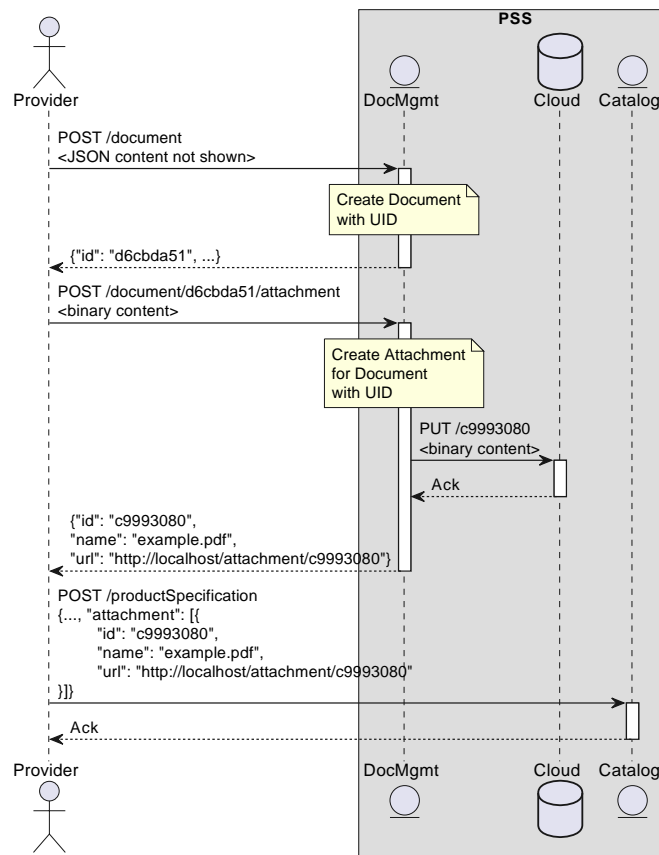 PSS
Provider
DocMgmt
Cloud
Catalog
POST /document
<JSON content not shown>
Create Document
with UID
{"id": "d6cbda51", ...}
POST /document/d6cbda51/attachment
<binary content>
Create Attachment
for Document
with UID
PUT /c9993080
<binary content>
Ack
{"id": "c9993080",
"name": "example.pdf",
"url": "http://localhost/attachment/c9993080"}
POST /productSpecification
{..., "attachment": [{
"id": "c9993080",
"name": "example.pdf",
"url": "http://localhost/attachment/c9993080"
}]}
Ack
Provider
DocMgmt
Cloud
Catalog